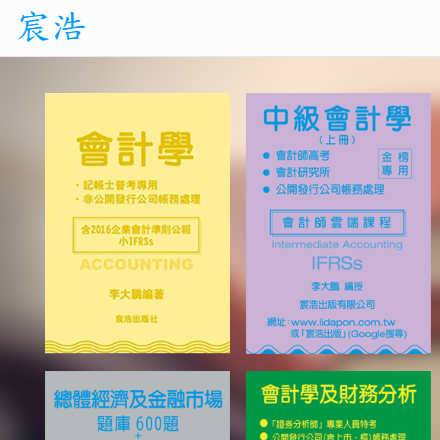 宸浩
會計學
・記帳士普考專用
・非公開發行公司帳務處理
含2016企業會計準則公報
小IFRSs
ACCOUNTING
李大鵬編著
宸浩出版社
中級會計學
(上冊)
● 會計師高考
● 會計研究所
● 公開發行公司帳務處理
金榜
專用
會計師雲端課程
Intermediate Accounting
IFRSs
李大鵬 編授
宸浩出版有限公司
網址：www.lidapon.com.tw
或「宸浩出版」(Google搜尋)
總體經濟及金融市場
題庫 600題
+
會計學及財務分析
●「證券分析師」專業人員特考
● 公開發行公司(會上市、櫃)帳務處理